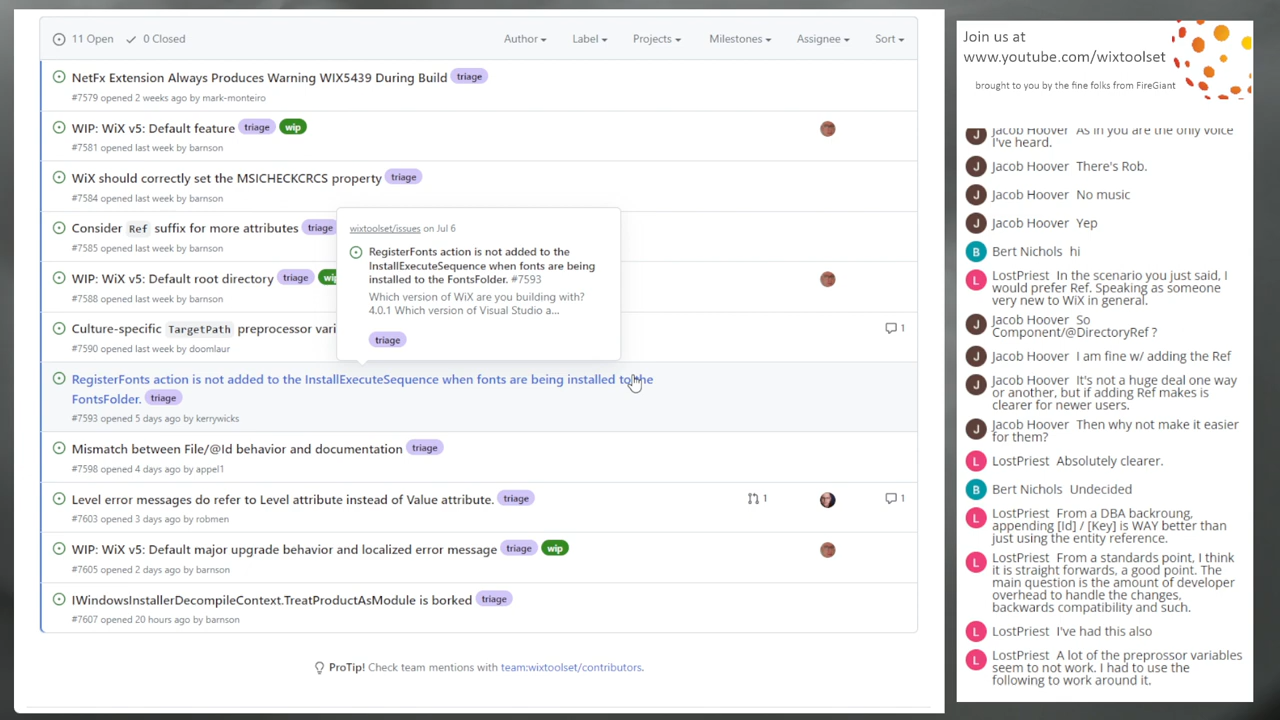 11 Open
0 Closed
Author
Label
Projects
Milestones
Assignee
Sort
NetFx Extension Always Produces Warning WIX5439 During Build triage
#7579 opened 2 weeks ago by mark-monteiro
WIP: WiX v5: Default feature triage wip
#7581 opened last week by barnson
WiX should correctly set the MSICHECKCRCS property triage
#7584 opened last week by barnson
Consider Ref suffix for more attributes triage
#7585 opened last week by barnson
WIP: WiX v5: Default root directory triage
#7588 opened last week by barnson
Culture-specific TargetPath preprocessor vari
1
#7590 opened last week by doomlaur
wixtoolset/issues on Jul 6
RegisterFonts action is not added to the
InstallExecuteSequence when fonts are being
installed to the FontsFolder. #7593
Which version of WiX are you building with?
4.0.1 Which version of Visual Studio a...
triage
RegisterFonts action is not added to the InstallExecuteSequence when fonts are being installed to the
FontsFolder. triage
#7593 opened 5 days ago by kerrywicks
Mismatch between File/@Id behavior and documentation triage
#7598 opened 4 days ago by appel1
Level error messages do refer to Level attribute instead of Value attribute. triage
1
1
#7603 opened 3 days ago by robmen
WIP: WiX v5: Default major upgrade behavior and localized error message triage wip
#7605 opened 2 days ago by barnson
IWindowsInstallerDecompileContext.TreatProductAsModule is borked triage
#7607 opened 20 hours ago by barnson
ProTip! Check team mentions with team:wixtoolset/contributors.
Join us at
www.youtube.com/wixtoolset
brought to you by the fine folks from FireGiant
J Jacob Hoover As in you are the only voice
I've heard.
J Jacob Hoover There's Rob.
J Jacob Hoover No music
J Jacob Hoover Yep
B Bert Nichols hi
L LostPriest In the scenario you just said, I
would prefer Ref. Speaking as someone
very new to WiX in general.
J Jacob Hoover So
Component/@DirectoryRef ?
J Jacob Hoover I am fine w/ adding the Ref
J Jacob Hoover It's not a huge deal one way
or another, but if adding Ref makes is
clearer for newer users.
J Jacob Hoover Then why not make it easier
for them?
L LostPriest Absolutely clearer.
B Bert Nichols Undecided
L LostPriest From a DBA backroung,
appending [Id] / [Key] is WAY better than
just using the entity reference.
L LostPriest From a standards point, I think
it is straight forwards, a good point. The
main question is the amount of developer
overhead to handle the changes,
backwards compatibility and such.
L LostPriest I've had this also
L LostPriest A lot of the preprossor variables
seem to not work. I had to use the
following to work around it.